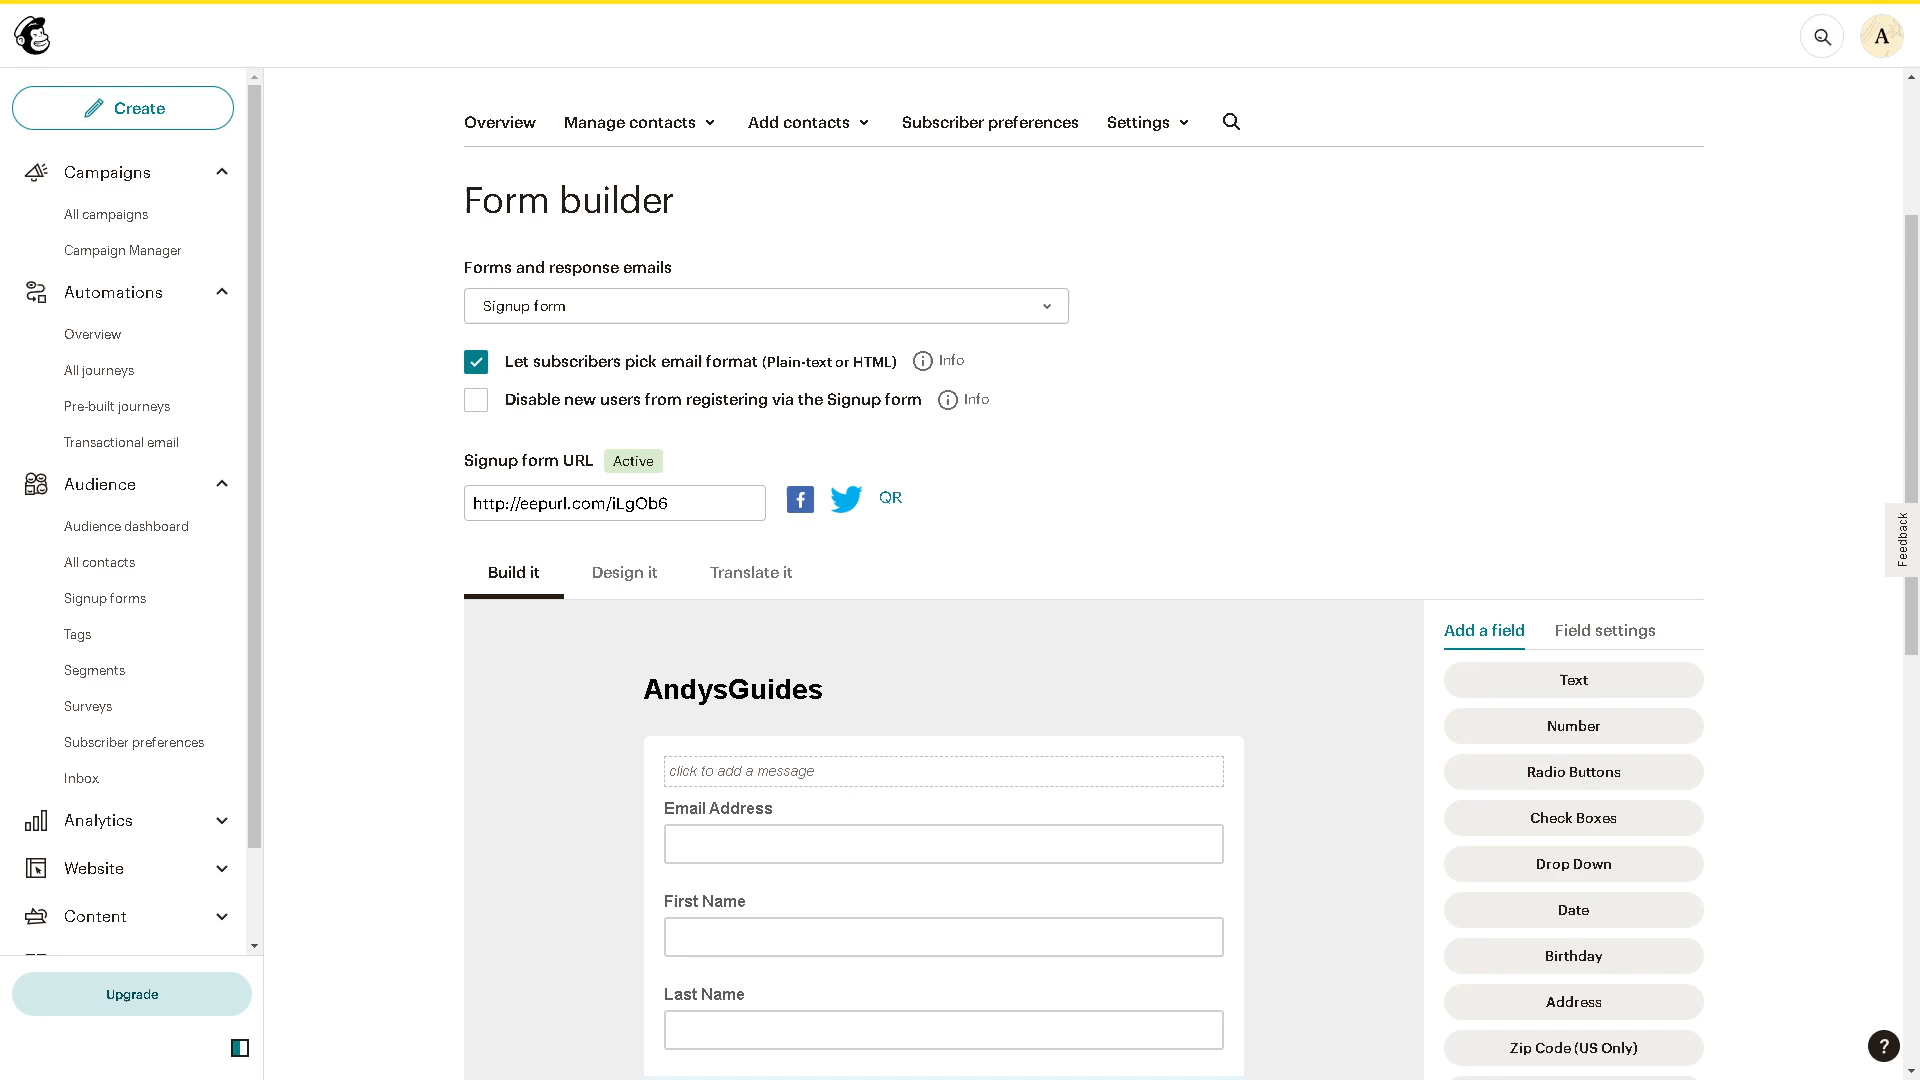 A
Create
Campaigns
All campaigns
Campaign Manager
Automations
Overview
All journeys
Pre-built journeys
Transactional email
Audience
Audience dashboard
All contacts
Signup forms
Tags
Segments
Surveys
Subscriber preferences
Inbox
Analytics
Website
Content
Upgrade
Overview Manage contacts Add contacts Subscriber preferences Settings
Form builder
Forms and response emails
Signup form
Let subscribers pick email format (Plain-text or HTML) Info
Disable new users from registering via the Signup form Info
Signup form URL Active
http://eepurl.com/iLgOb6 QR
Build it Design it Translate it
AndysGuides
click to add a message
Email Address
First Name
Last Name
Add a field Field settings
Text
Number
Radio Buttons
Check Boxes
Drop Down
Date
Birthday
Address
Zip Code (US Only)
Feedback
?